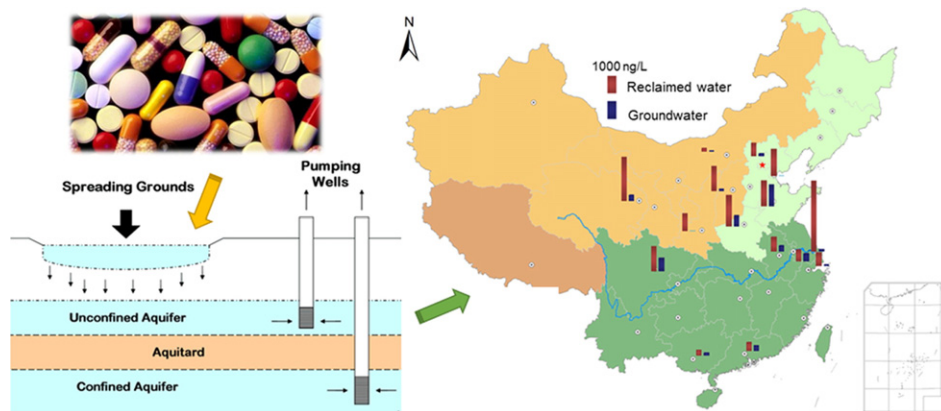 Spreading Grounds
Pumping
Wells
Unconfined Aquifer
Aquitard
Confined Aquifer
N
1000 ng/L
Reclaimed water
Groundwater